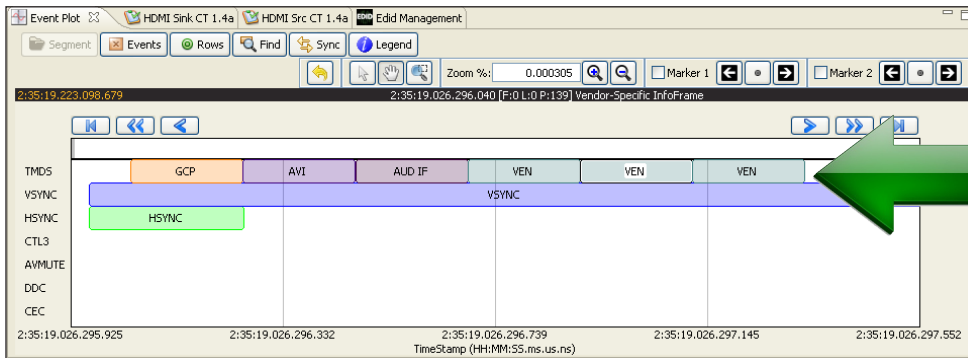 Event Plot HDMI Sink CT 1.4a HDMI Src CT 1.4a EDID Edid Management
Segment Events Rows Find Sync Legend
Zoom %: 0.000305 Marker 1 Marker 2
2:35:19.223.098.679 2:35:19.026.296.040 [F:0 L:0 P:139] Vendor-Specific InfoFrame
TMDS GCP AVI AUD IF VEN VEN VEN
VSYNC VSYNC
HSYNC HSYNC
CTL3
AVMUTE
DDC
CEC
2:35:19.026.295.925 2:35:19.026.296.332 2:35:19.026.296.739 2:35:19.026.297.145 2:35:19.026.297.552
TimeStamp (HH:MM:SS.ms.us.ns)